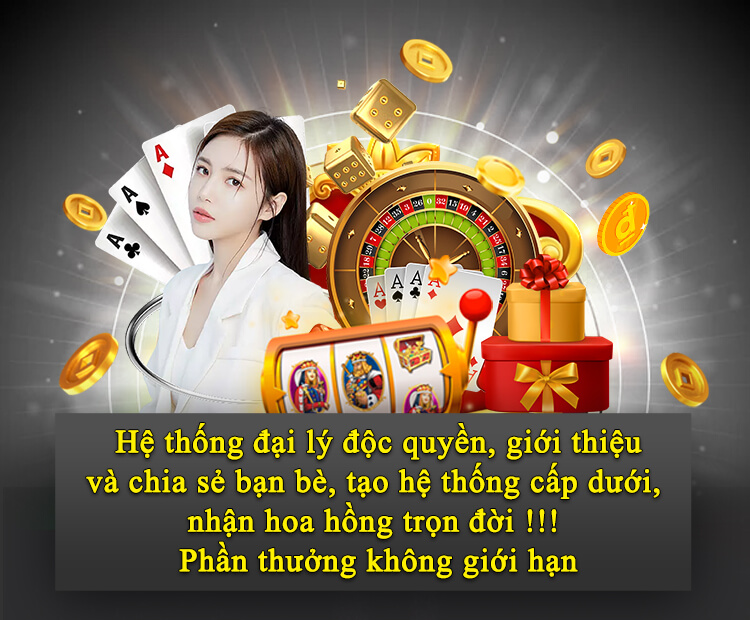 Hệ thống đại lý độc quyền, giới thiệu
và chia sẻ bạn bè, tạo hệ thống cấp dưới,
nhận hoa hồng trọn đời !!!
Phần thưởng không giới hạn